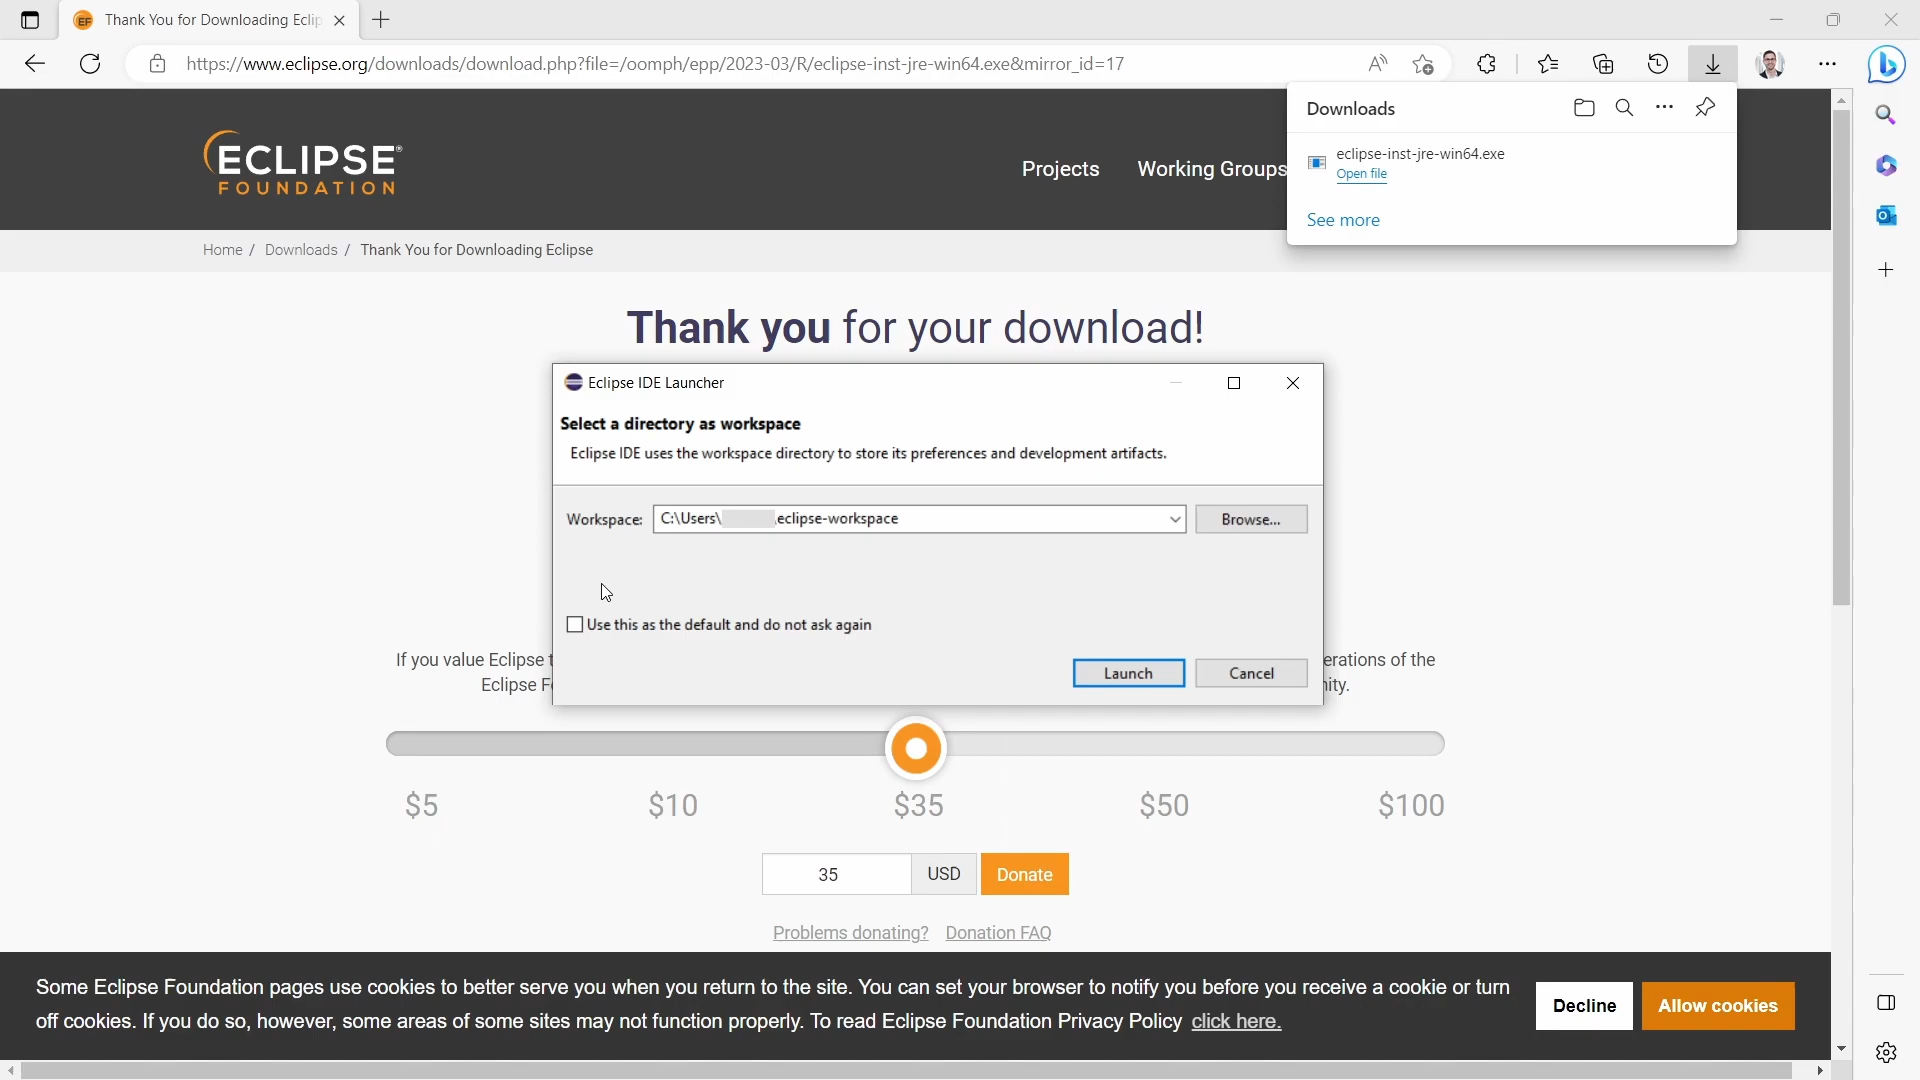 Thank You for Downloading Eclip
https://www.eclipse.org/downloads/download.php?file=/oomph/epp/2023-03/R/eclipse-inst-jre-win64.exe&mirror_id=17
Downloads
eclipse-inst-jre-win64.exe
Open file
See more
ECLIPSE®
FOUNDATION
Projects
Working Groups
Home / Downloads / Thank You for Downloading Eclipse
Thank you for your download!
Eclipse IDE Launcher
Select a directory as workspace
Eclipse IDE uses the workspace directory to store its preferences and development artifacts.
Workspace: C:\Users\ eclipse-workspace
Browse...
Use this as the default and do not ask again
Launch
Cancel
If you value Eclipse t
erations of the
Eclipse F
ity.
$5 $10 $35 $50 $100
35 USD Donate
Problems donating? Donation FAQ
Some Eclipse Foundation pages use cookies to better serve you when you return to the site. You can set your browser to notify you before you receive a cookie or turn
off cookies. If you do so, however, some areas of some sites may not function properly. To read Eclipse Foundation Privacy Policy click here.
Decline
Allow cookies